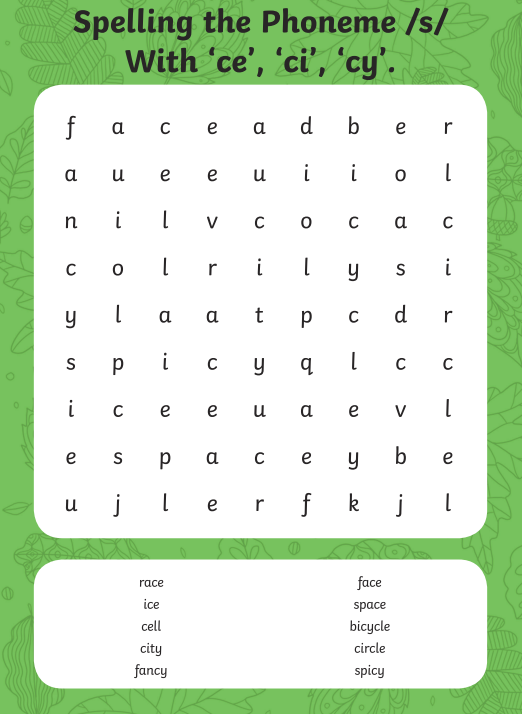 Spelling the Phoneme /s/
With ‘ce’, ‘ci’, ‘cy’.
f a c e a d b e r
a u e e u i i o l
n i l v c o c a c
c o l r i l y s i
y l a a t p c d r
s p i c y q l c c
i c e e u a e v l
e s p a c e y b e
u j l e r f k j l
race face
ice space
cell bicycle
city circle
fancy spicy